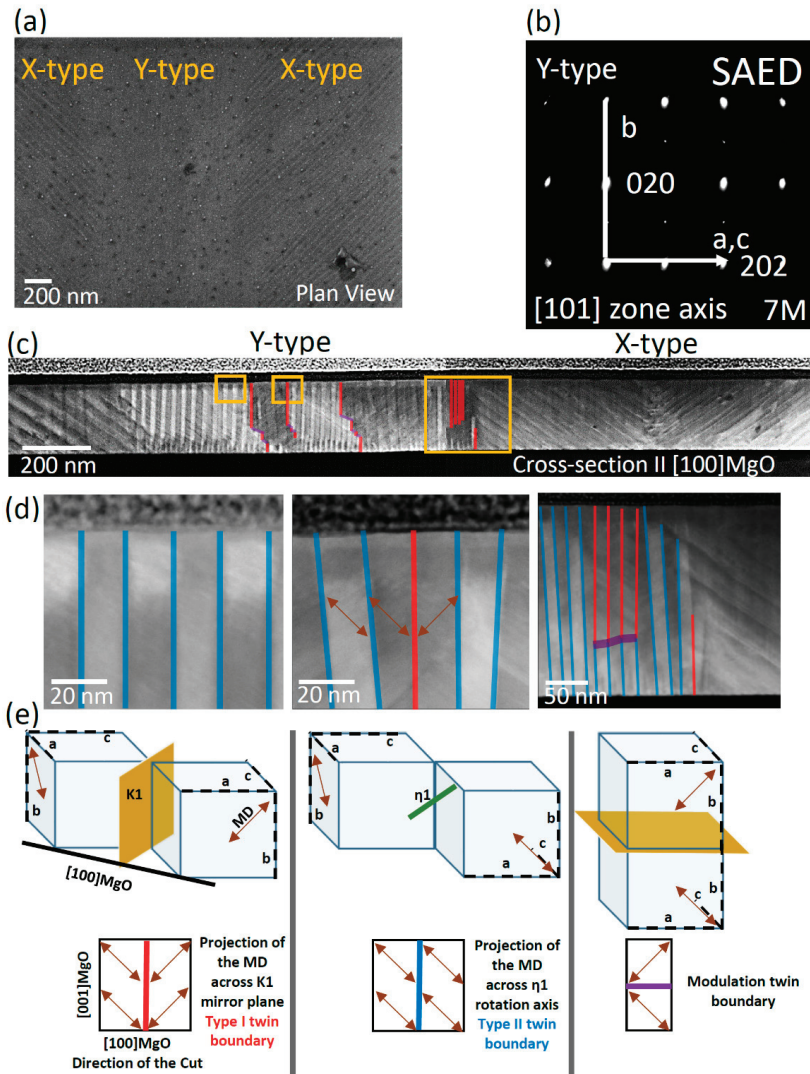 (a)
X-type
Y-type
X-type
200 nm
Plan View
(b)
Y-type
SAED
b
020
a,c
202
[101] zone axis
7M
(c)
Y-type
X-type
200 nm
Cross-section II [100]MgO
(d)
20 nm
20 nm
50 nm
(e)
c
a
b
K1
c
a
MD
b
[100]MgO
[001]MgO
[100]MgO
Direction of the Cut
Projection of
the MD
across K1
mirror plane
Type I twin
boundary
c
a
b
η1
c
a
b
Projection of
the MD
across η1
rotation axis
Type II twin
boundary
c
a
b
b
c
a
Modulation twin
boundary